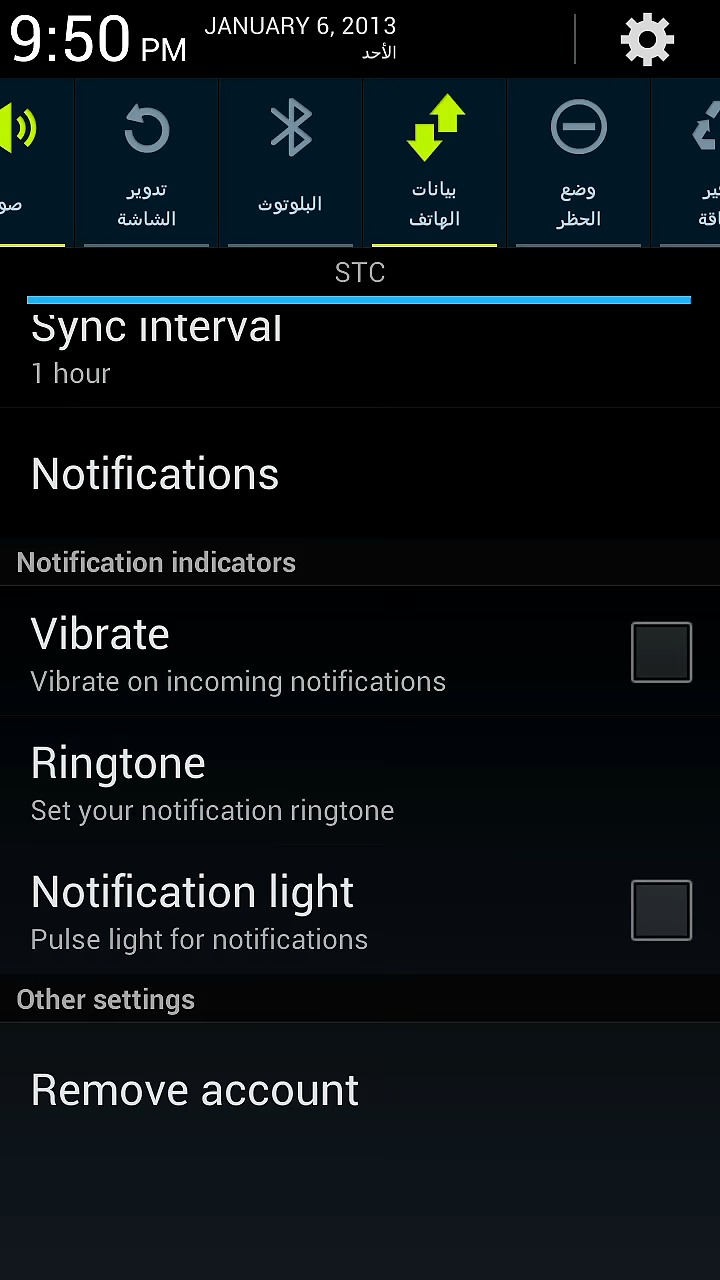 9:50 PM JANUARY 6, 2013
الأحد
صو
تدوير
الشاشة
البلوتوث
بيانات
الهاتف
وضع
الحظر
STC
Sync interval
1 hour
Notifications
Notification indicators
Vibrate
Vibrate on incoming notifications
Ringtone
Set your notification ringtone
Notification light
Pulse light for notifications
Other settings
Remove account